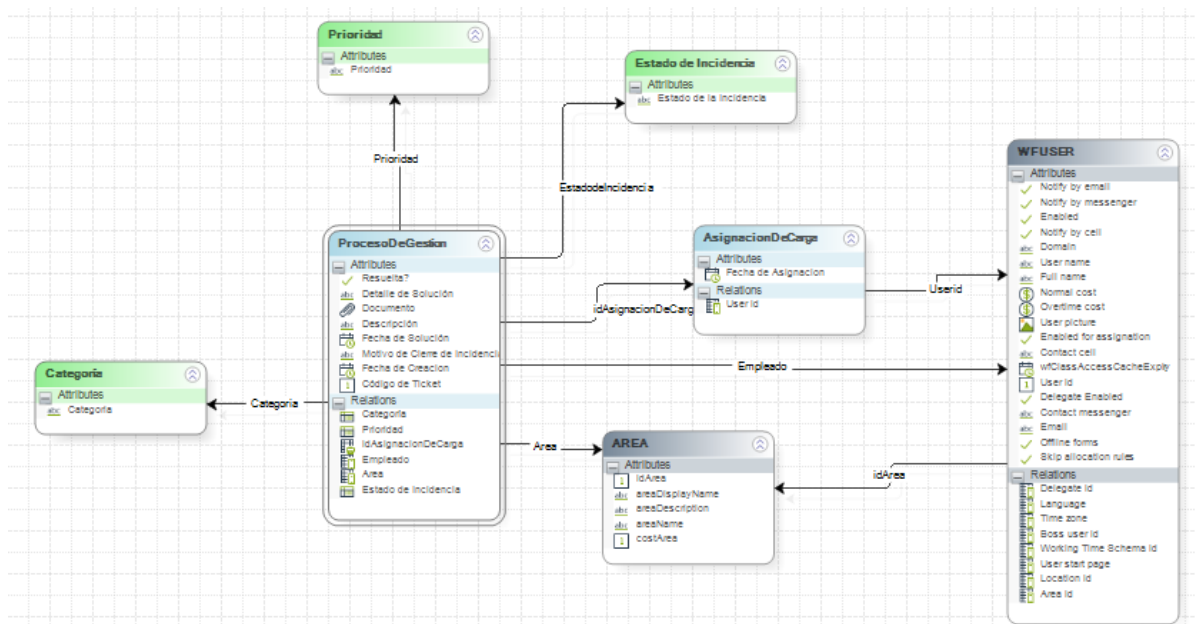 Prioridad
Attributes
Prioridad
Estado de Incidencia
Attributes
Estado de la Incidencia
WFUSER
Attributes
Notify by email
Notify by messenger
Enabled
Notify by cell
Domain
User name
Full name
Normal cost
Overtime cost
User picture
Enabled for assignation
Contact cell
wfClassAccessCacheExpiry
User Id
Delegate Enabled
Contact messenger
Email
Offline forms
Skip allocation rules
Relations
Delegate Id
Language
Time zone
Boss user id
Working Time Schema Id
User start page
Location Id
Area Id
Prioridad
EstadodeIncidencia
ProcesoDeGestion
Attributes
Resuelta?
Detalle de Solución
Documento
Descripción
Fecha de Solución
Motivo de Cierre de Incidencia
Fecha de Creacion
Código de Ticket
Relations
Categoria
Prioridad
idAsignacionDeCarga
Empleado
Area
Estado de Incidencia
AsignacionDeCarga
Attributes
Fecha de Asignacion
Relations
User id
idAsignacionDeCarg
Userid
Empleado
Categoria
Attributes
Categoria
Categoria
Area
AREA
Attributes
idArea
areaDisplayName
areaDescription
areaName
costArea
idArea